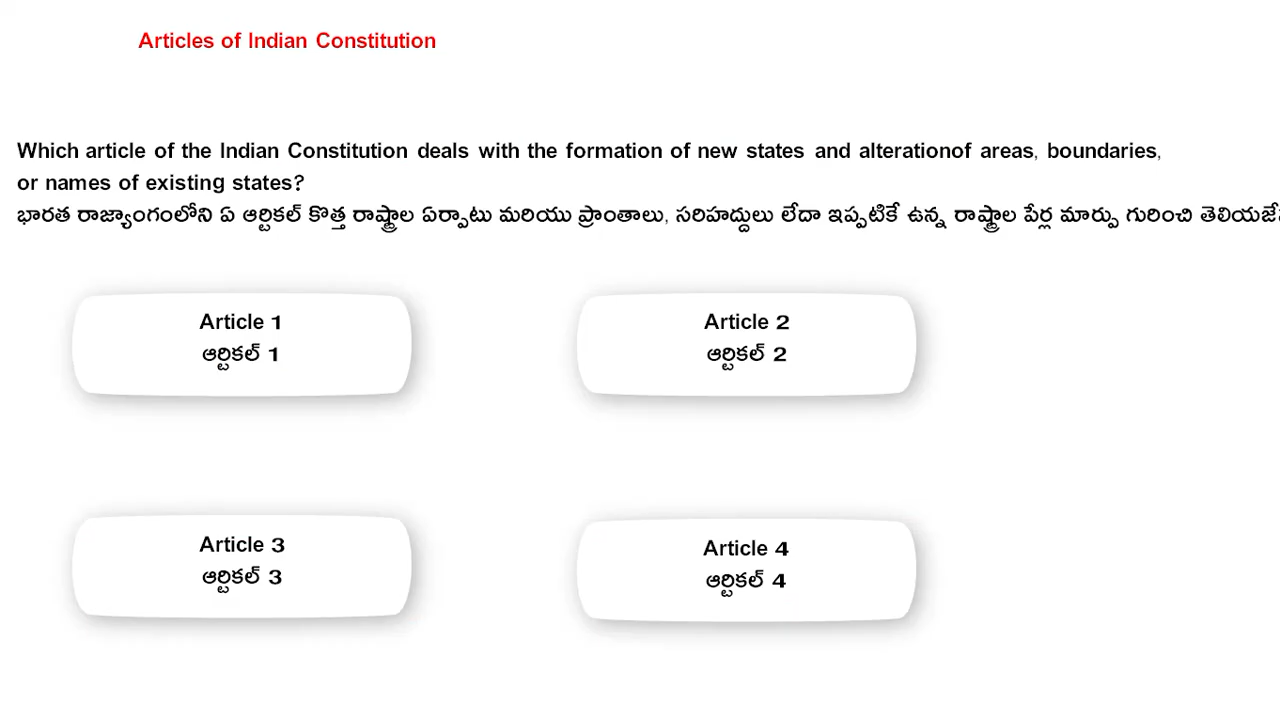 Articles of Indian Constitution
Which article of the Indian Constitution deals with the formation of new states and alterationof areas, boundaries,
or names of existing states?
భారత రాజ్యాంగంలోని ఏ ఆర్టికల్ కొత్త రాష్ట్రాల ఏర్పాటు మరియు ప్రాంతాలు, సరిహద్దులు లేదా ఇప్పటికే ఉన్న రాష్ట్రాల పేర్ల మార్పు గురించి
Article 1
ఆర్టికల్ 1
Article 2
ఆర్టికల్ 2
Article 3
ఆర్టికల్ 3
Article 4
ఆర్టికల్ 4